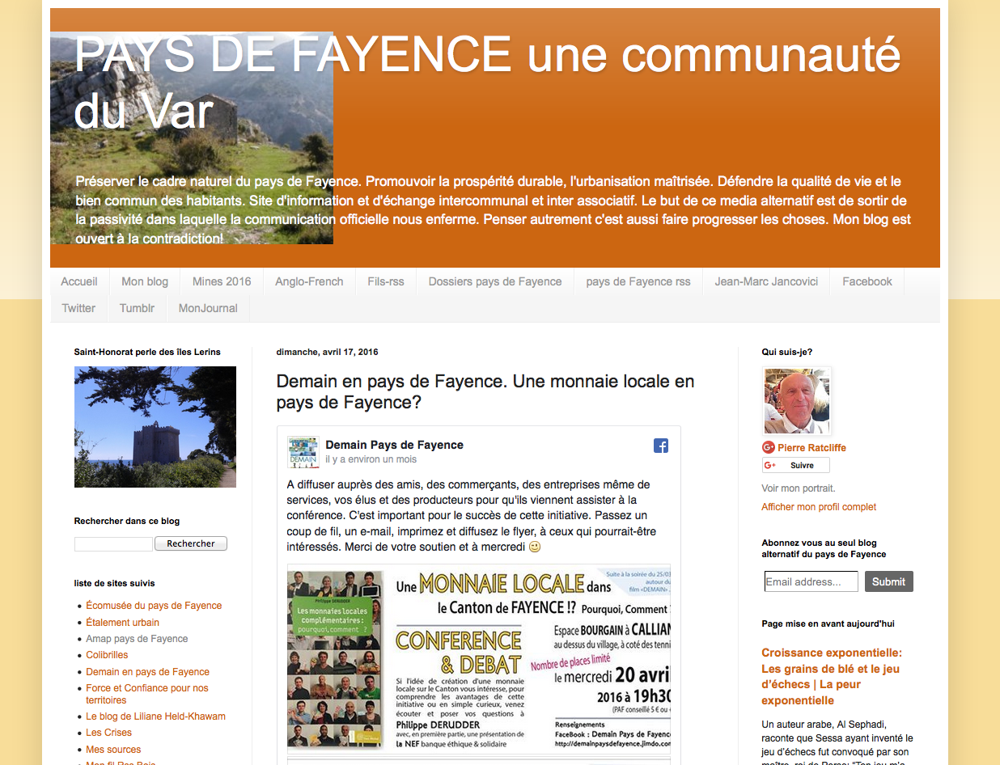 PAYS DE FAYENCE une communauté
du Var
Préserver le cadre naturel du pays de Fayence. Promouvoir la prospérité durable, l'urbanisation maîtrisée. Défendre la qualité de vie et le
bien commun des habitants. Site d'information et d'échange intercommunal et inter associatif. Le but de ce media alternatif est de sortir de
la passivité dans laquelle la communication officielle nous enferme. Penser autrement c'est aussi faire progresser les choses. Mon blog est
ouvert à la contradiction!
Accueil Mon blog Mines 2016 Anglo-French Fils-rss Dossiers pays de Fayence pays de Fayence rss Jean-Marc Jancovici Facebook
Twitter Tumblr MonJournal
Saint-Honorat perle des îles Lerins
Rechercher dans ce blog
Rechercher
liste de sites suivis
Écomusée du pays de Fayence
Étalement urbain
Amap pays de Fayence
Colibrilles
Demain en pays de Fayence
Force et Confiance pour nos
territoires
Le blog de Liliane Held-Khawam
Les Crises
Mes sources
Mon fil Rss Bois
dimanche, avril 17, 2016
Demain en pays de Fayence. Une monnaie locale en
pays de Fayence?
DEMAIN
Demain Pays de Fayence
il y a environ un mois
A diffuser auprès des amis, des commerçants, des entreprises même de
services, vos élus et des producteurs pour qu'ils viennent assister à la
conférence. C'est important pour le succès de cette initiative. Passez un
coup de fil, un e-mail, imprimez et diffusez le flyer, à ceux qui pourrait-être
intéressés. Merci de votre soutien et à mercredi
Philippe DERUDDER
Les monnaies locales
complémentaires :
pourquoi, comment ?
Suite à la soirée du 25/03
autour du
film «DEMAIN».
Une MONNAIE LOCALE dans
le Canton de FAYENCE !? Pourquoi, Comment ?
CONFERENCE
& DEBAT
Espace BOURGAIN à CALLIAN
au dessus du village, à coté des tenni
Nombre de places limité
le mercredi 20 avril
2016 à 19h30
(PAF conseillé 5 € ou
Si l'idée de création d'une monnaie
locale sur le Canton vous intéresse, pour
comprendre les avantages de cette
initiative ou en simple curieux, venez
écouter et poser vos questions à
Philippe DERUDDER
avec, en première partie, une présentation de
la NEF banque éthique & solidaire
Renseignements
FaceBook : Demain Pays de Fayence
http://demainpaysdefayence.jimdo.com
Qui suis-je?
Pierre Ratcliffe
G+ Suivre
Voir mon portrait.
Afficher mon profil complet
Abonnez vous au seul blog
alternatif du pays de Fayence
Email address... Submit
Page mise en avant aujourd'hui
Croissance exponentielle:
Les grains de blé et le jeu
d'échecs | La peur
exponentielle
Un auteur arabe, Al Sephadi,
raconte que Sessa ayant inventé le
jeu d'échecs fut convoqué par son
maître, roi de Perse: "Ton jeu m'a